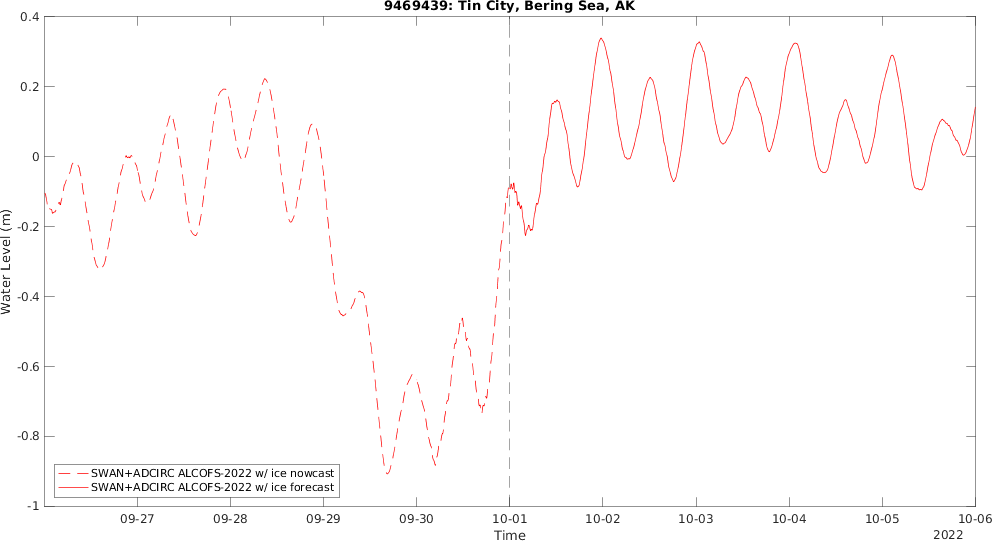 9469439: Tin City, Bering Sea, AK
0.4
0.2
0
-0.2
-0.4
-0.6
-0.8
-1
Water Level (m)
SWAN+ADCIRC ALCOFS-2022 w/ ice nowcast
SWAN+ADCIRC ALCOFS-2022 w/ ice forecast
09-27 09-28 09-29 09-30 10-01 10-02 10-03 10-04 10-05 10-06
Time
2022